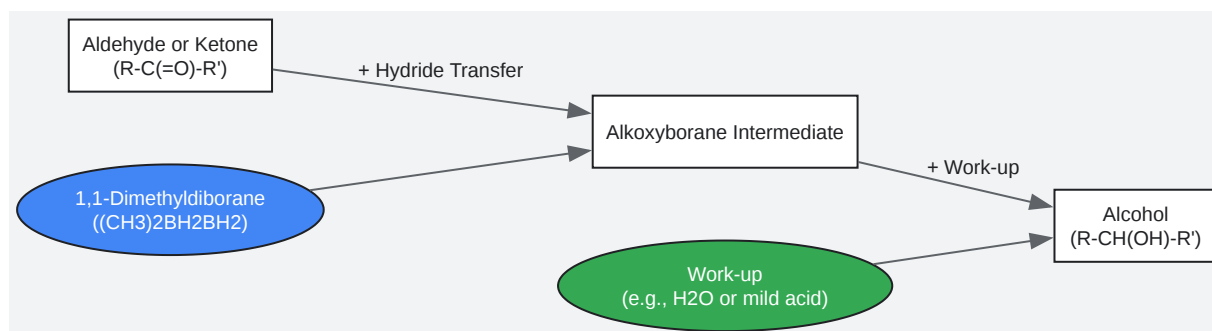 Aldehyde or Ketone
(R-C(=O)-R')
+ Hydride Transfer
Alkoxyborane Intermediate
1,1-Dimethyldiborane
((CH3)2BH2BH2)
+ Work-up
Alcohol
(R-CH(OH)-R')
Work-up
(e.g., H2O or mild acid)